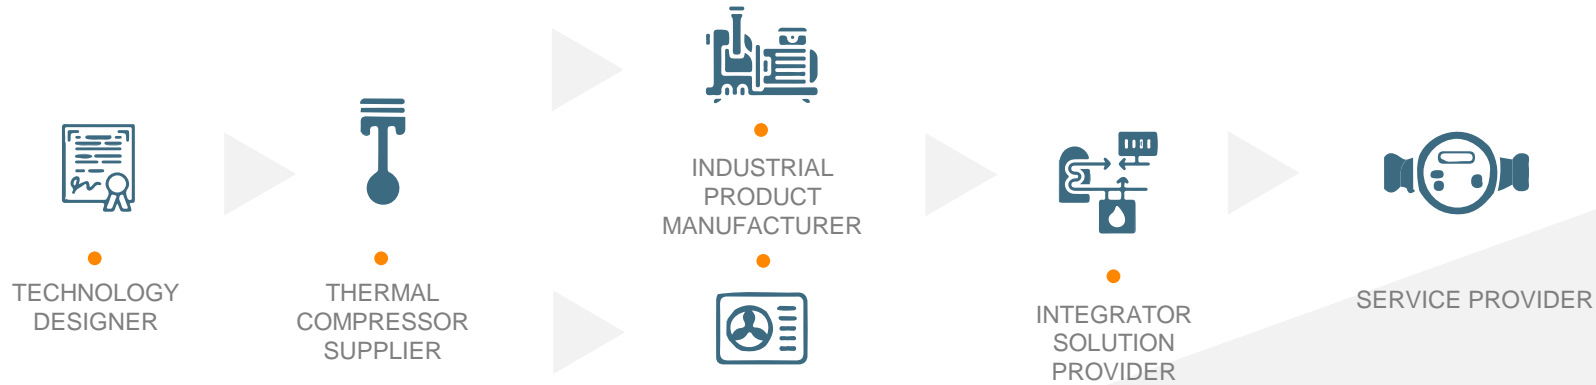 TECHNOLOGY
DESIGNER
THERMAL
COMPRESSOR
SUPPLIER
INDUSTRIAL
PRODUCT
MANUFACTURER
INTEGRATOR
SOLUTION
PROVIDER
SERVICE PROVIDER